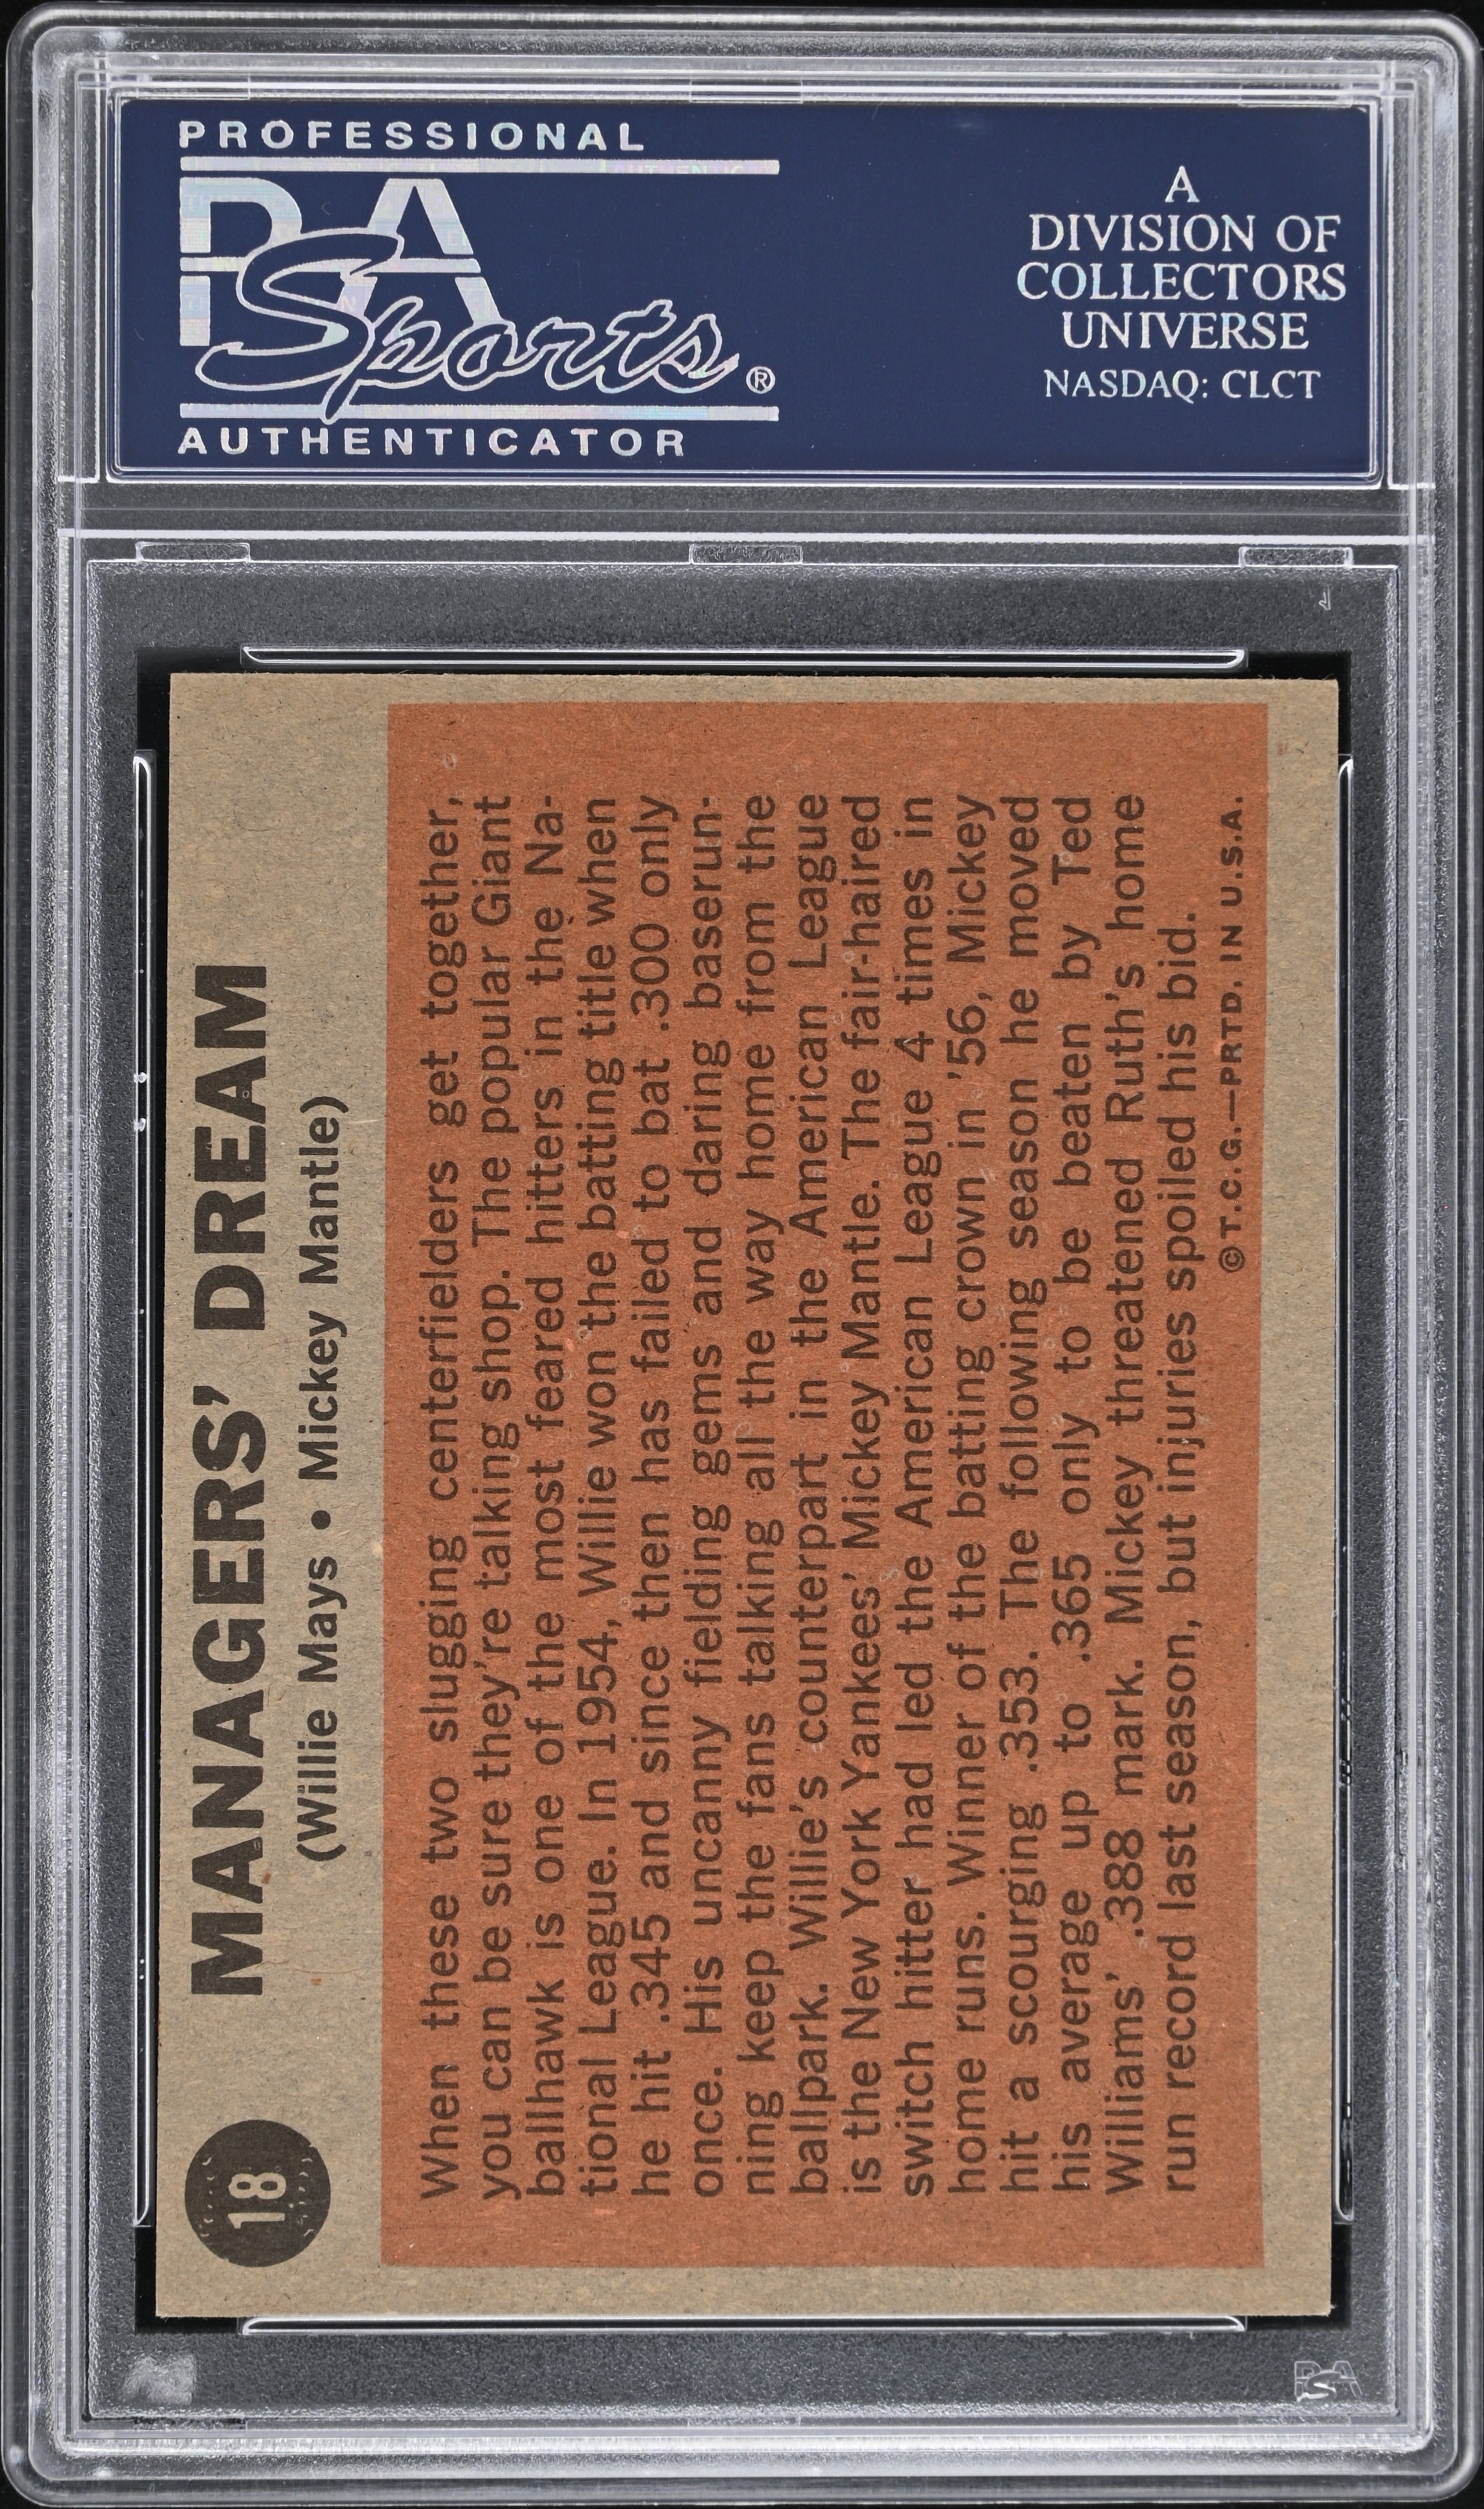 PROFESSIONAL
PSA
Sports®
AUTHENTICATOR
A
DIVISION OF
COLLECTORS
UNIVERSE
NASDAQ: CLCT
18
MANAGERS' DREAM
(Willie Mays • Mickey Mantle)
When these two slugging centerfielders get together,
you can be sure they're talking shop. The popular Giant
ballhawk is one of the most feared hitters in the Na-
tional League. In 1954, Willie won the batting title when
he hit .345 and since then has failed to bat .300 only
once. His uncanny fielding gems and daring baserun-
ning keep the fans talking all the way home from the
ballpark. Willie's counterpart in the American League
is the New York Yankees' Mickey Mantle. The fair-haired
switch hitter had led the American League 4 times in
home runs. Winner of the batting crown in '56, Mickey
hit a scourging .353. The following season he moved
his average up to .365 only to be beaten by Ted
Williams' .388 mark. Mickey threatened Ruth's home
run record last season, but injuries spoiled his bid.
© T.C.G.—PRTD. IN U.S.A.
PSA